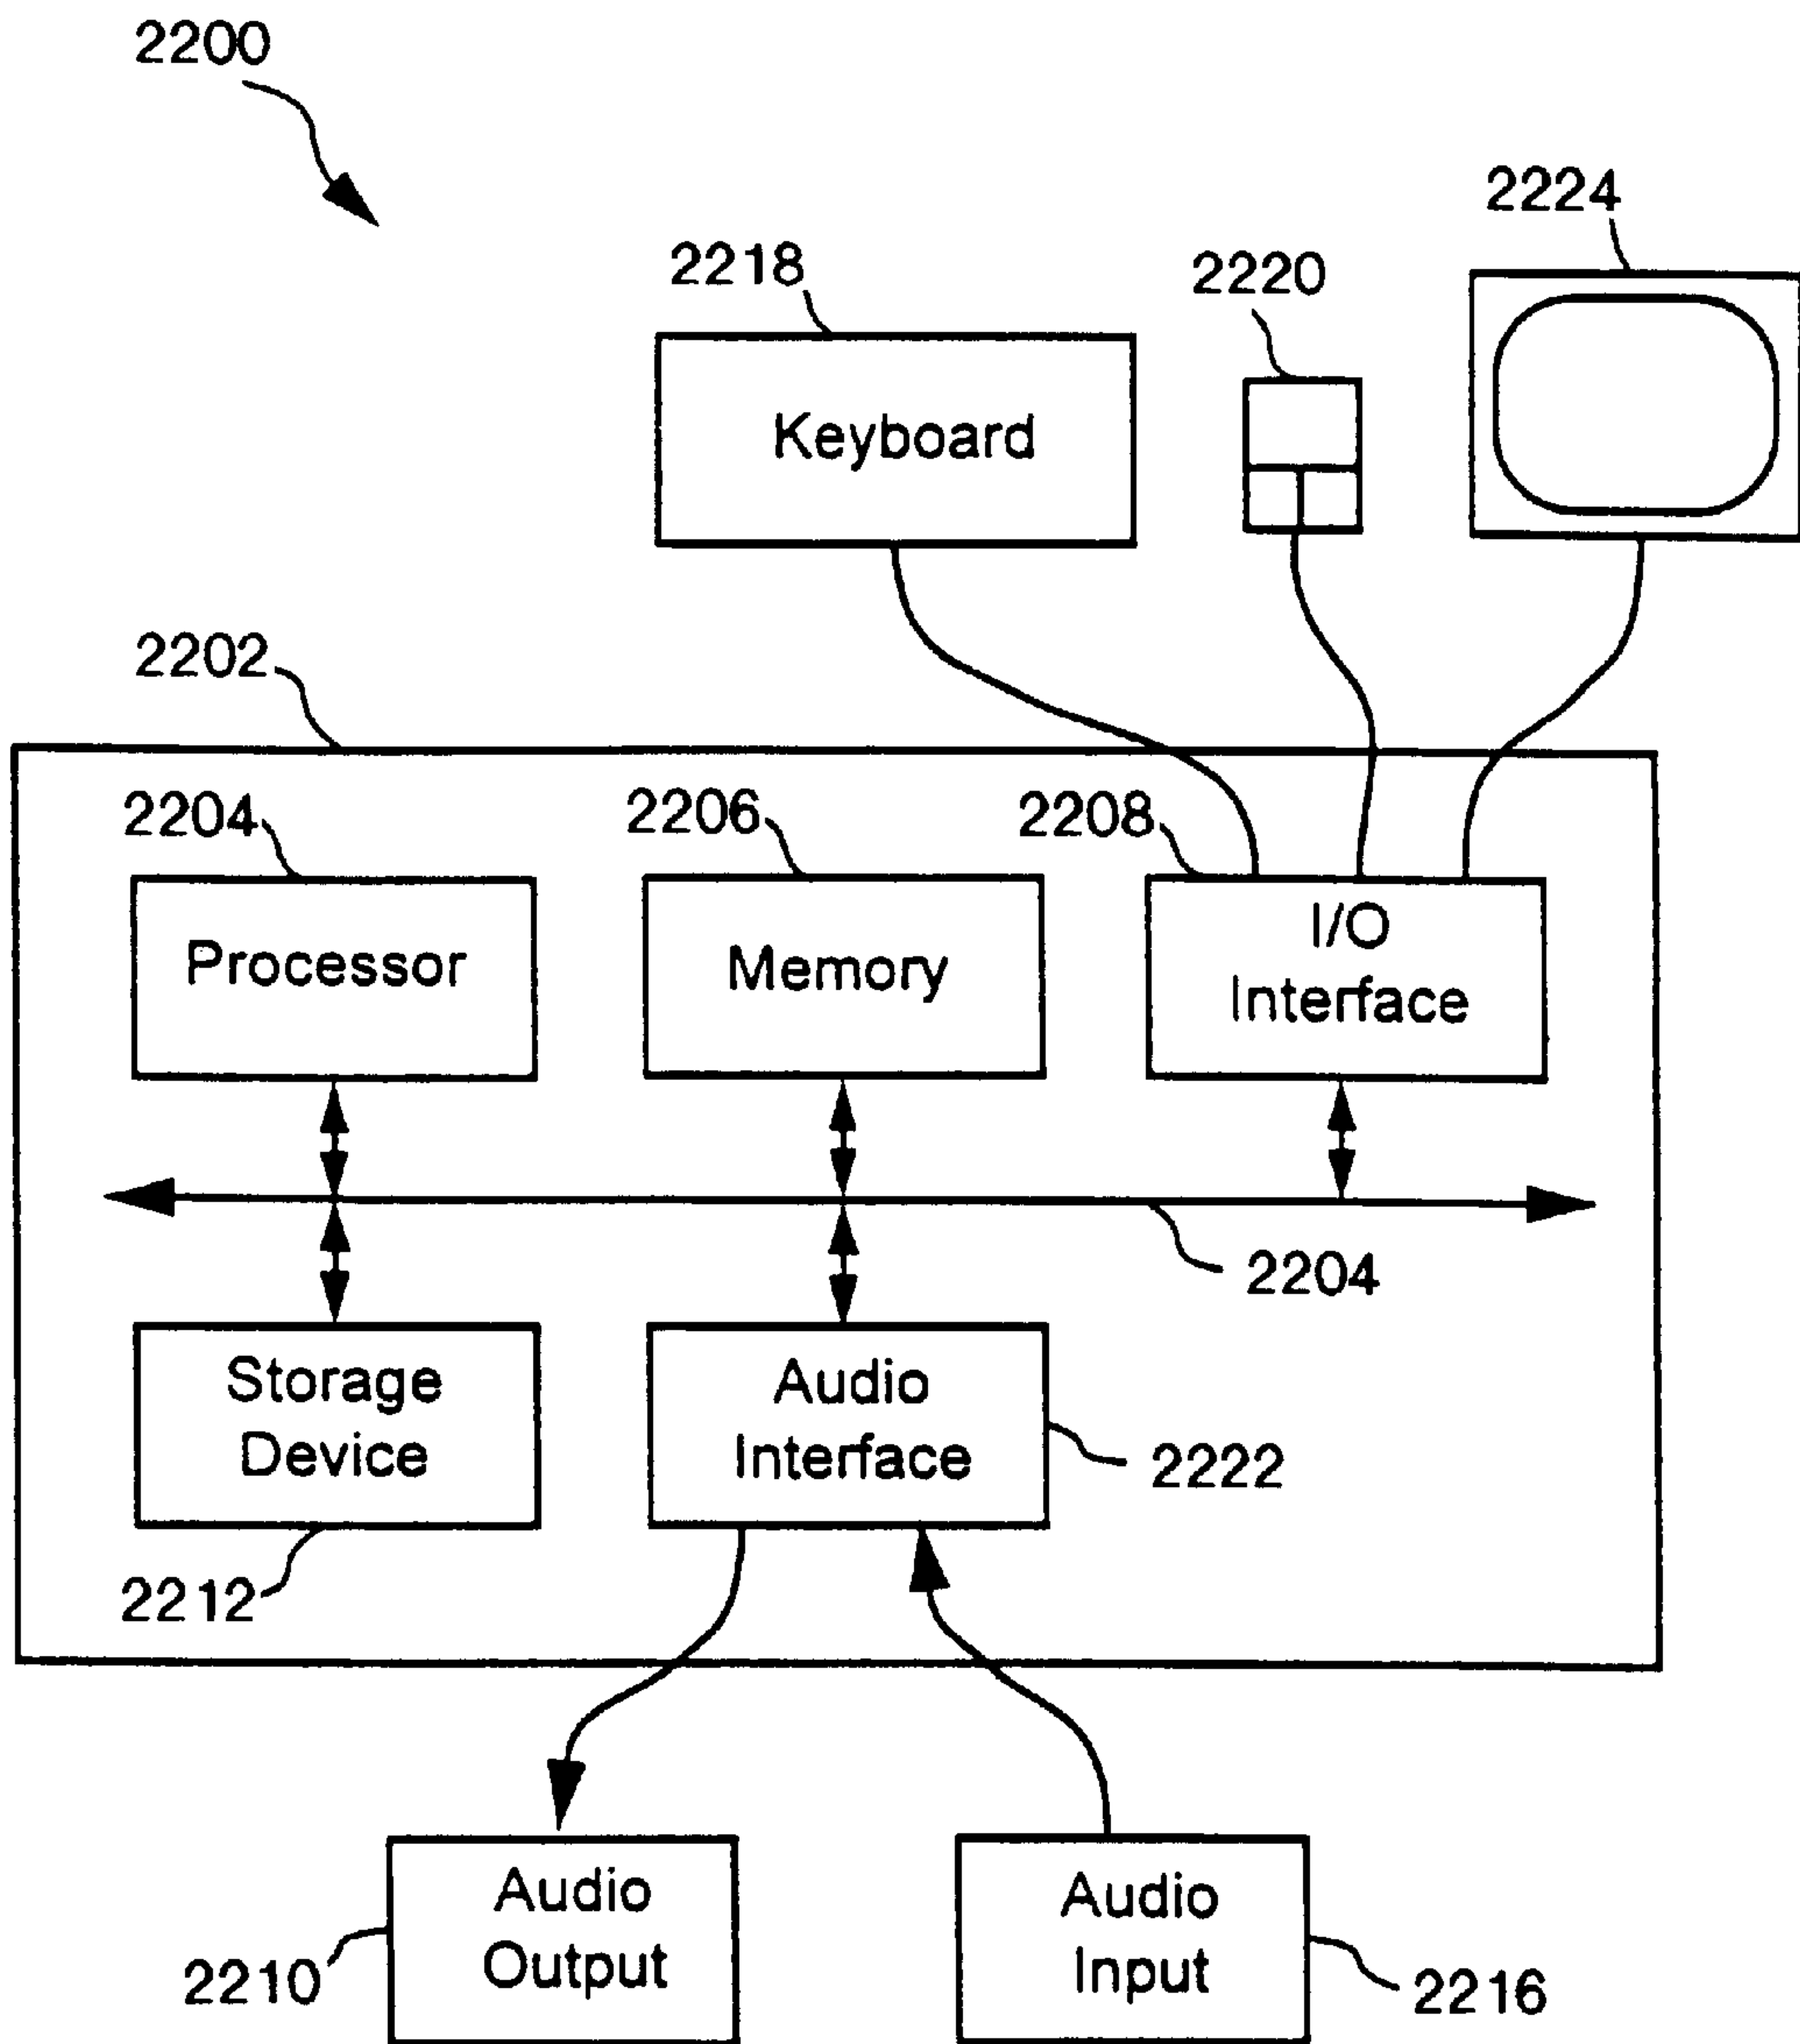 2200
2224
2218
2220
Keyboard
2202
2204
2206
2208
Processor
Memory
I/O
Interface
2204
Storage
Device
Audio
Interface
2222
2212
Audio
Output
Audio
Input
2210
2216